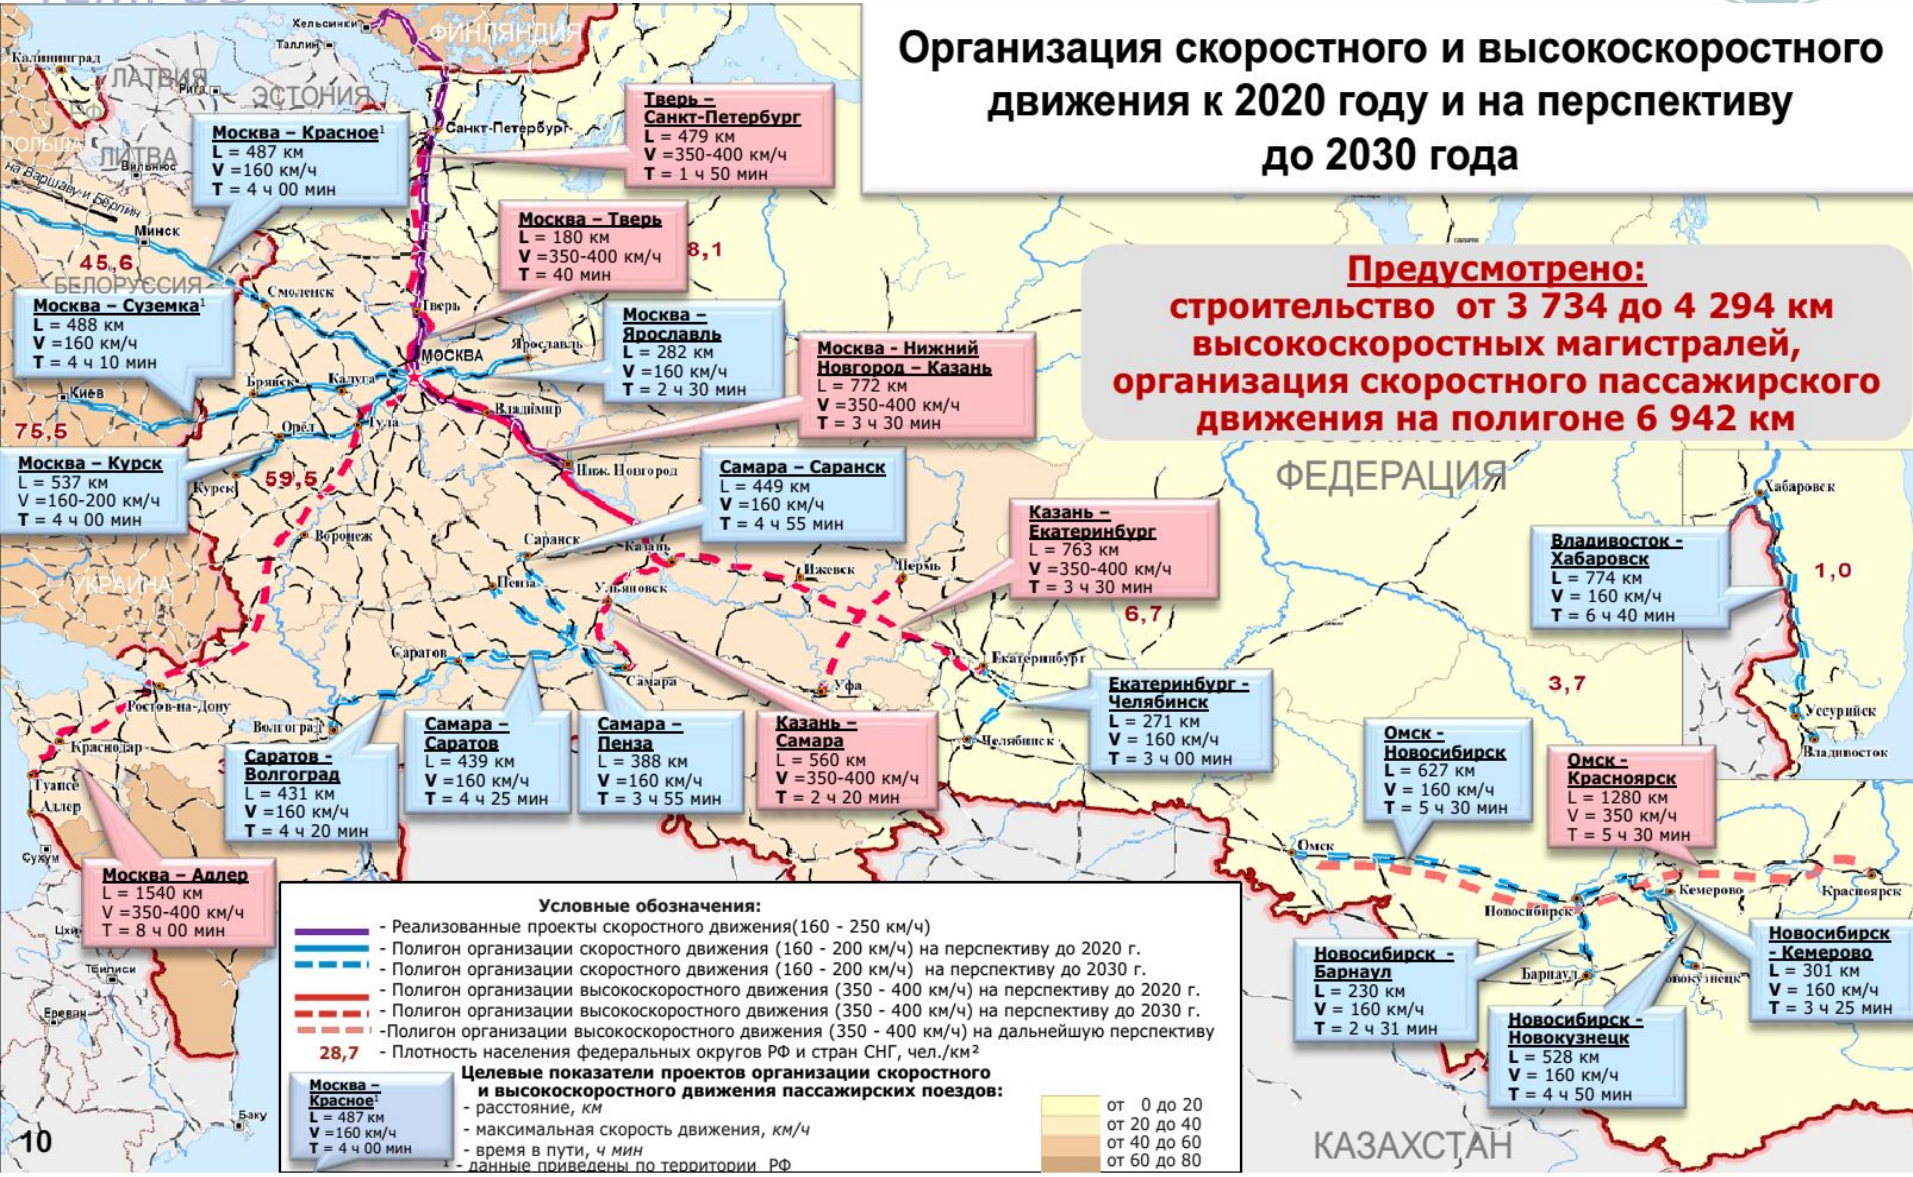 Организация скоростного и высокоскоростного
движения к 2020 году и на перспективу
до 2030 года
Предусмотрено:
строительство от 3 734 до 4 294 км
высокоскоростных магистралей,
организация скоростного пассажирского
движения на полигоне 6 942 км
Хельсинки
ФИНЛЯНДИЯ
Таллин
Калининград
ЛАТВИЯ
Рига
ЭСТОНИЯ
РФ
ПОЛЬША
ЛИТВА
Вильнюс
на Варшаву и Берлин
Санкт-Петербург
Тверь –
Санкт-Петербург
L = 479 км
V =350-400 км/ч
T = 1 ч 50 мин
Москва – Красное¹
L = 487 км
V =160 км/ч
T = 4 ч 00 мин
Москва – Тверь
L = 180 км
V =350-400 км/ч
T = 40 мин
8,1
Минск
45,6
БЕЛОРУССИЯ
Смоленск
Тверь
Москва – Суземка¹
L = 488 км
V =160 км/ч
T = 4 ч 10 мин
Москва –
Ярославль
L = 282 км
V =160 км/ч
T = 2 ч 30 мин
Ярославль
МОСКВА
Москва - Нижний
Новгород – Казань
L = 772 км
V =350-400 км/ч
T = 3 ч 30 мин
Киев
Брянск
Калуга
Владимир
75,5
Орёл
Тула
Москва – Курск
L = 537 км
V =160-200 км/ч
T = 4 ч 00 мин
59,5
Курск
Ниж. Новгород
Самара – Саранск
L = 449 км
V =160 км/ч
T = 4 ч 55 мин
ФЕДЕРАЦИЯ
Воронеж
Саранск
Казань
Казань –
Екатеринбург
L = 763 км
V =350-400 км/ч
T = 3 ч 30 мин
Хабаровск
Владивосток -
Хабаровск
L = 774 км
V = 160 км/ч
T = 6 ч 40 мин
1,0
УКРАИНА
Пенза
Ульяновск
Ижевск
Пермь
6,7
Саратов
Самара
Уфа
Екатеринбург
3,7
Ростов-на-Дону
Волгоград
Краснодар
Туапсе
Адлер
Сухум
Саратов -
Волгоград
L = 431 км
V =160 км/ч
T = 4 ч 20 мин
Самара –
Саратов
L = 439 км
V =160 км/ч
T = 4 ч 25 мин
Самара –
Пенза
L = 388 км
V =160 км/ч
T = 3 ч 55 мин
Казань –
Самара
L = 560 км
V =350-400 км/ч
T = 2 ч 20 мин
Челябинск
Екатеринбург -
Челябинск
L = 271 км
V = 160 км/ч
T = 3 ч 00 мин
Омск -
Новосибирск
L = 627 км
V = 160 км/ч
T = 5 ч 30 мин
Омск -
Красноярск
L = 1280 км
V = 350 км/ч
T = 5 ч 30 мин
Уссурийск
Владивосток
Москва – Адлер
L = 1540 км
V =350-400 км/ч
T = 8 ч 00 мин
Омск
Новосибирск
Кемерово
Красноярск
Барнаул
Новосибирск -
Барнаул
L = 230 км
V = 160 км/ч
T = 2 ч 31 мин
Новосибирск -
Новокузнецк
L = 528 км
V = 160 км/ч
T = 4 ч 50 мин
Новосибирск
- Кемерово
L = 301 км
V = 160 км/ч
T = 3 ч 25 мин
КАЗАХСТАН
Тбилиси
Ереван
Баку
Условные обозначения:
- Реализованные проекты скоростного движения(160 - 250 км/ч)
- Полигон организации скоростного движения (160 - 200 км/ч) на перспективу до 2020 г.
- Полигон организации скоростного движения (160 - 200 км/ч) на перспективу до 2030 г.
- Полигон организации высокоскоростного движения (350 - 400 км/ч) на перспективу до 2020 г.
- Полигон организации высокоскоростного движения (350 - 400 км/ч) на перспективу до 2030 г.
-Полигон организации высокоскоростного движения (350 - 400 км/ч) на дальнейшую перспективу
28,7 - Плотность населения федеральных округов РФ и стран СНГ, чел./км²
Целевые показатели проектов организации скоростного
и высокоскоростного движения пассажирских поездов:
Москва –
Красное¹
L = 487 км
V =160 км/ч
T = 4 ч 00 мин
- расстояние, км
- максимальная скорость движения, км/ч
- время в пути, ч мин
¹ - данные приведены по территории РФ
от 0 до 20
от 20 до 40
от 40 до 60
от 60 до 80
10